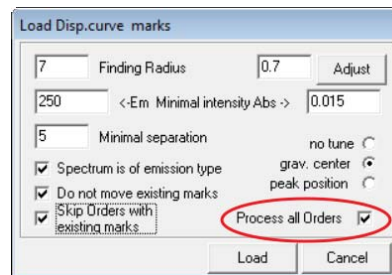 Load Disp.curve marks
7 Finding Radius 0.7 Adjust
250 <-Em Minimal intensity Abs -> 0.015
5 Minimal separation
no tune
Spectrum is of emission type grav. center
Do not move existing marks peak position
Skip Orders with
existing marks Process all Orders
Load Cancel